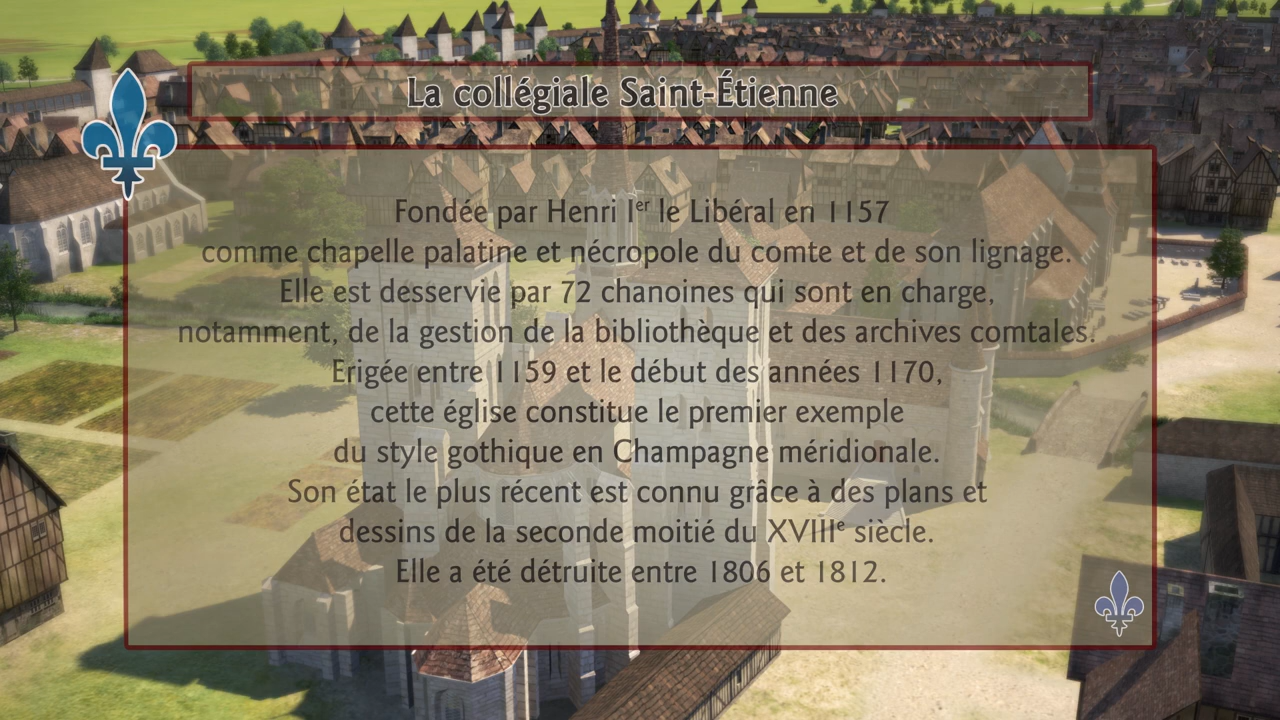 La collégiale Saint-Étienne
Fondée par Henri Iᵉʳ le Libéral en 1157
comme chapelle palatine et nécropole du comte et de son lignage.
Elle est desservie par 72 chanoines qui sont en charge,
notamment, de la gestion de la bibliothèque et des archives comtales.
Erigée entre 1159 et le début des années 1170,
cette église constitue le premier exemple
du style gothique en Champagne méridionale.
Son état le plus récent est connu grâce à des plans et
dessins de la seconde moitié du XVIIIᵉ siècle.
Elle a été détruite entre 1806 et 1812.